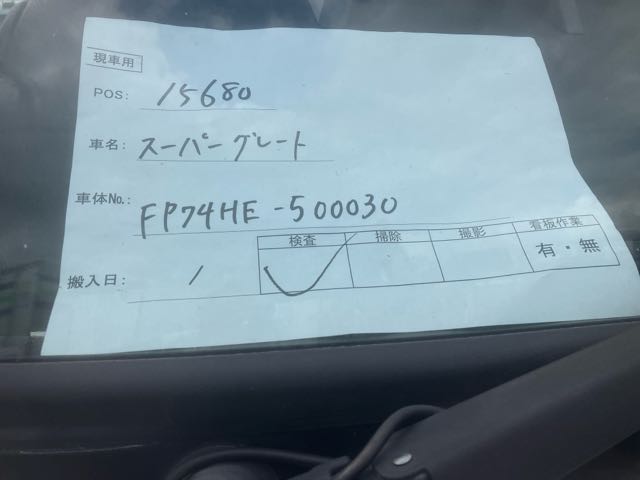 現車用
POS: 15680
車名: スーパーグレート
車体No.: FP74HE-500030
検査 掃除 撮影 看板作業
搬入日: / ✓ 有・無